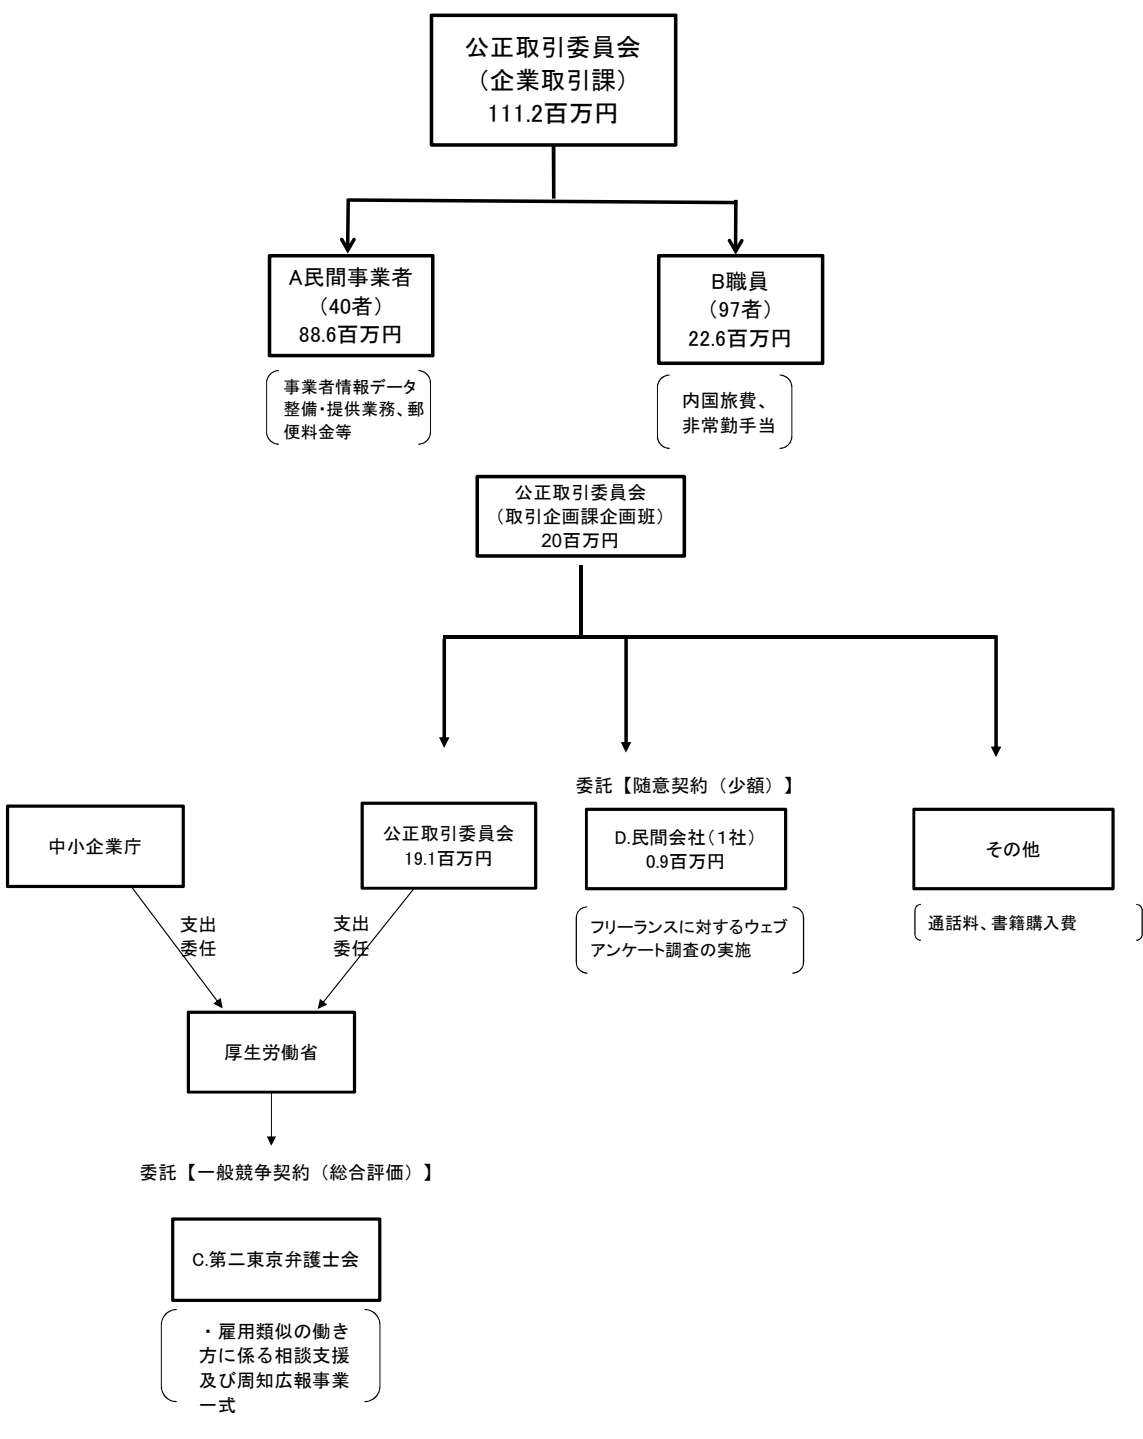 公正取引委員会
（企業取引課）
111.2百万円
A民間事業者
（40者）
88.6百万円
B職員
（97者）
22.6百万円
事業者情報データ
整備・提供業務、郵
便料金等
内国旅費、
非常勤手当
公正取引委員会
（取引企画課企画班）
20百万円
委託【随意契約（少額）】
中小企業庁
公正取引委員会
19.1百万円
D.民間会社（１社）
0.9百万円
その他
支出
委任
支出
委任
フリーランスに対するウェブ
アンケート調査の実施
通話料、書籍購入費
厚生労働省
委託【一般競争契約（総合評価）】
C.第二東京弁護士会
・雇用類似の働き
方に係る相談支援
及び周知広報事業
一式